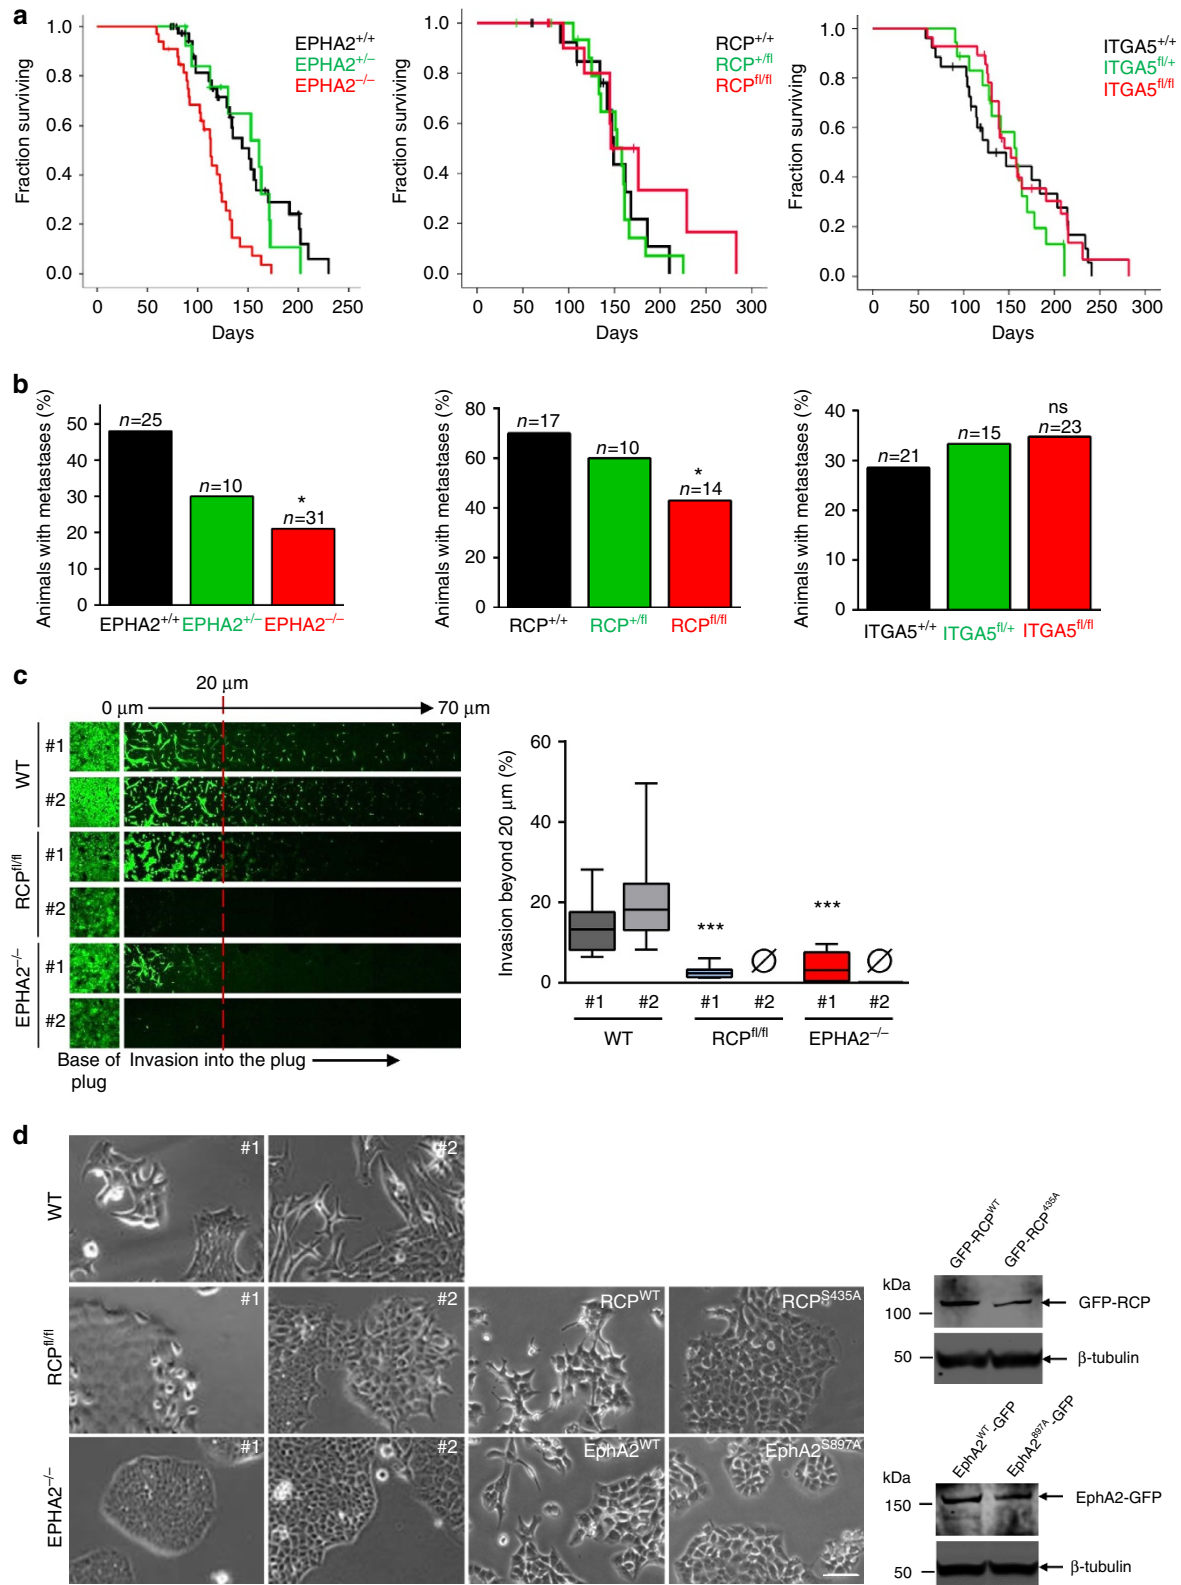 a
1.0
0.8
0.6
0.4
0.2
0.0
Fraction surviving
0 50 100 150 200 250
Days
EPHA2+/+
EPHA2+/−
EPHA2−/−
1.0
0.8
0.6
0.4
0.2
0.0
Fraction surviving
0 50 100 150 200 250 300
Days
RCP+/+
RCP+/fl
RCPfl/fl
1.0
0.8
0.6
0.4
0.2
0.0
Fraction surviving
0 50 100 150 200 250 300
Days
ITGA5+/+
ITGA5fl/+
ITGA5fl/fl
b
Animals with metastases (%)
50
40
30
20
10
0
n=25
n=10
*
n=31
EPHA2+/+ EPHA2+/− EPHA2−/−
Animals with metastases (%)
80
60
40
20
0
n=17
n=10
*
n=14
RCP+/+ RCP+/fl RCPfl/fl
Animals with metastases (%)
40
30
20
10
0
n=21
n=15
ns
n=23
ITGA5+/+ ITGA5fl/+ ITGA5fl/fl
c
20 μm
0 μm 70 μm
WT
#1
#2
RCPfl/fl
#1
#2
EPHA2−/−
#1
#2
Base of plug
Invasion into the plug
Invasion beyond 20 μm (%)
60
40
20
0
*** ∅ *** ∅
#1 #2 #1 #2 #1 #2
WT RCPfl/fl EPHA2−/−
d
WT
#1 #2
RCPfl/fl
#1 #2 RCPWT RCPS435A
EPHA2−/−
#1 #2 EphA2WT EphA2S897A
GFP-RCPWT
GFP-RCP435A
kDa
100
GFP-RCP
50
β-tubulin
EphA2WT-GFP
EphA2897A-GFP
kDa
150
EphA2-GFP
50
β-tubulin